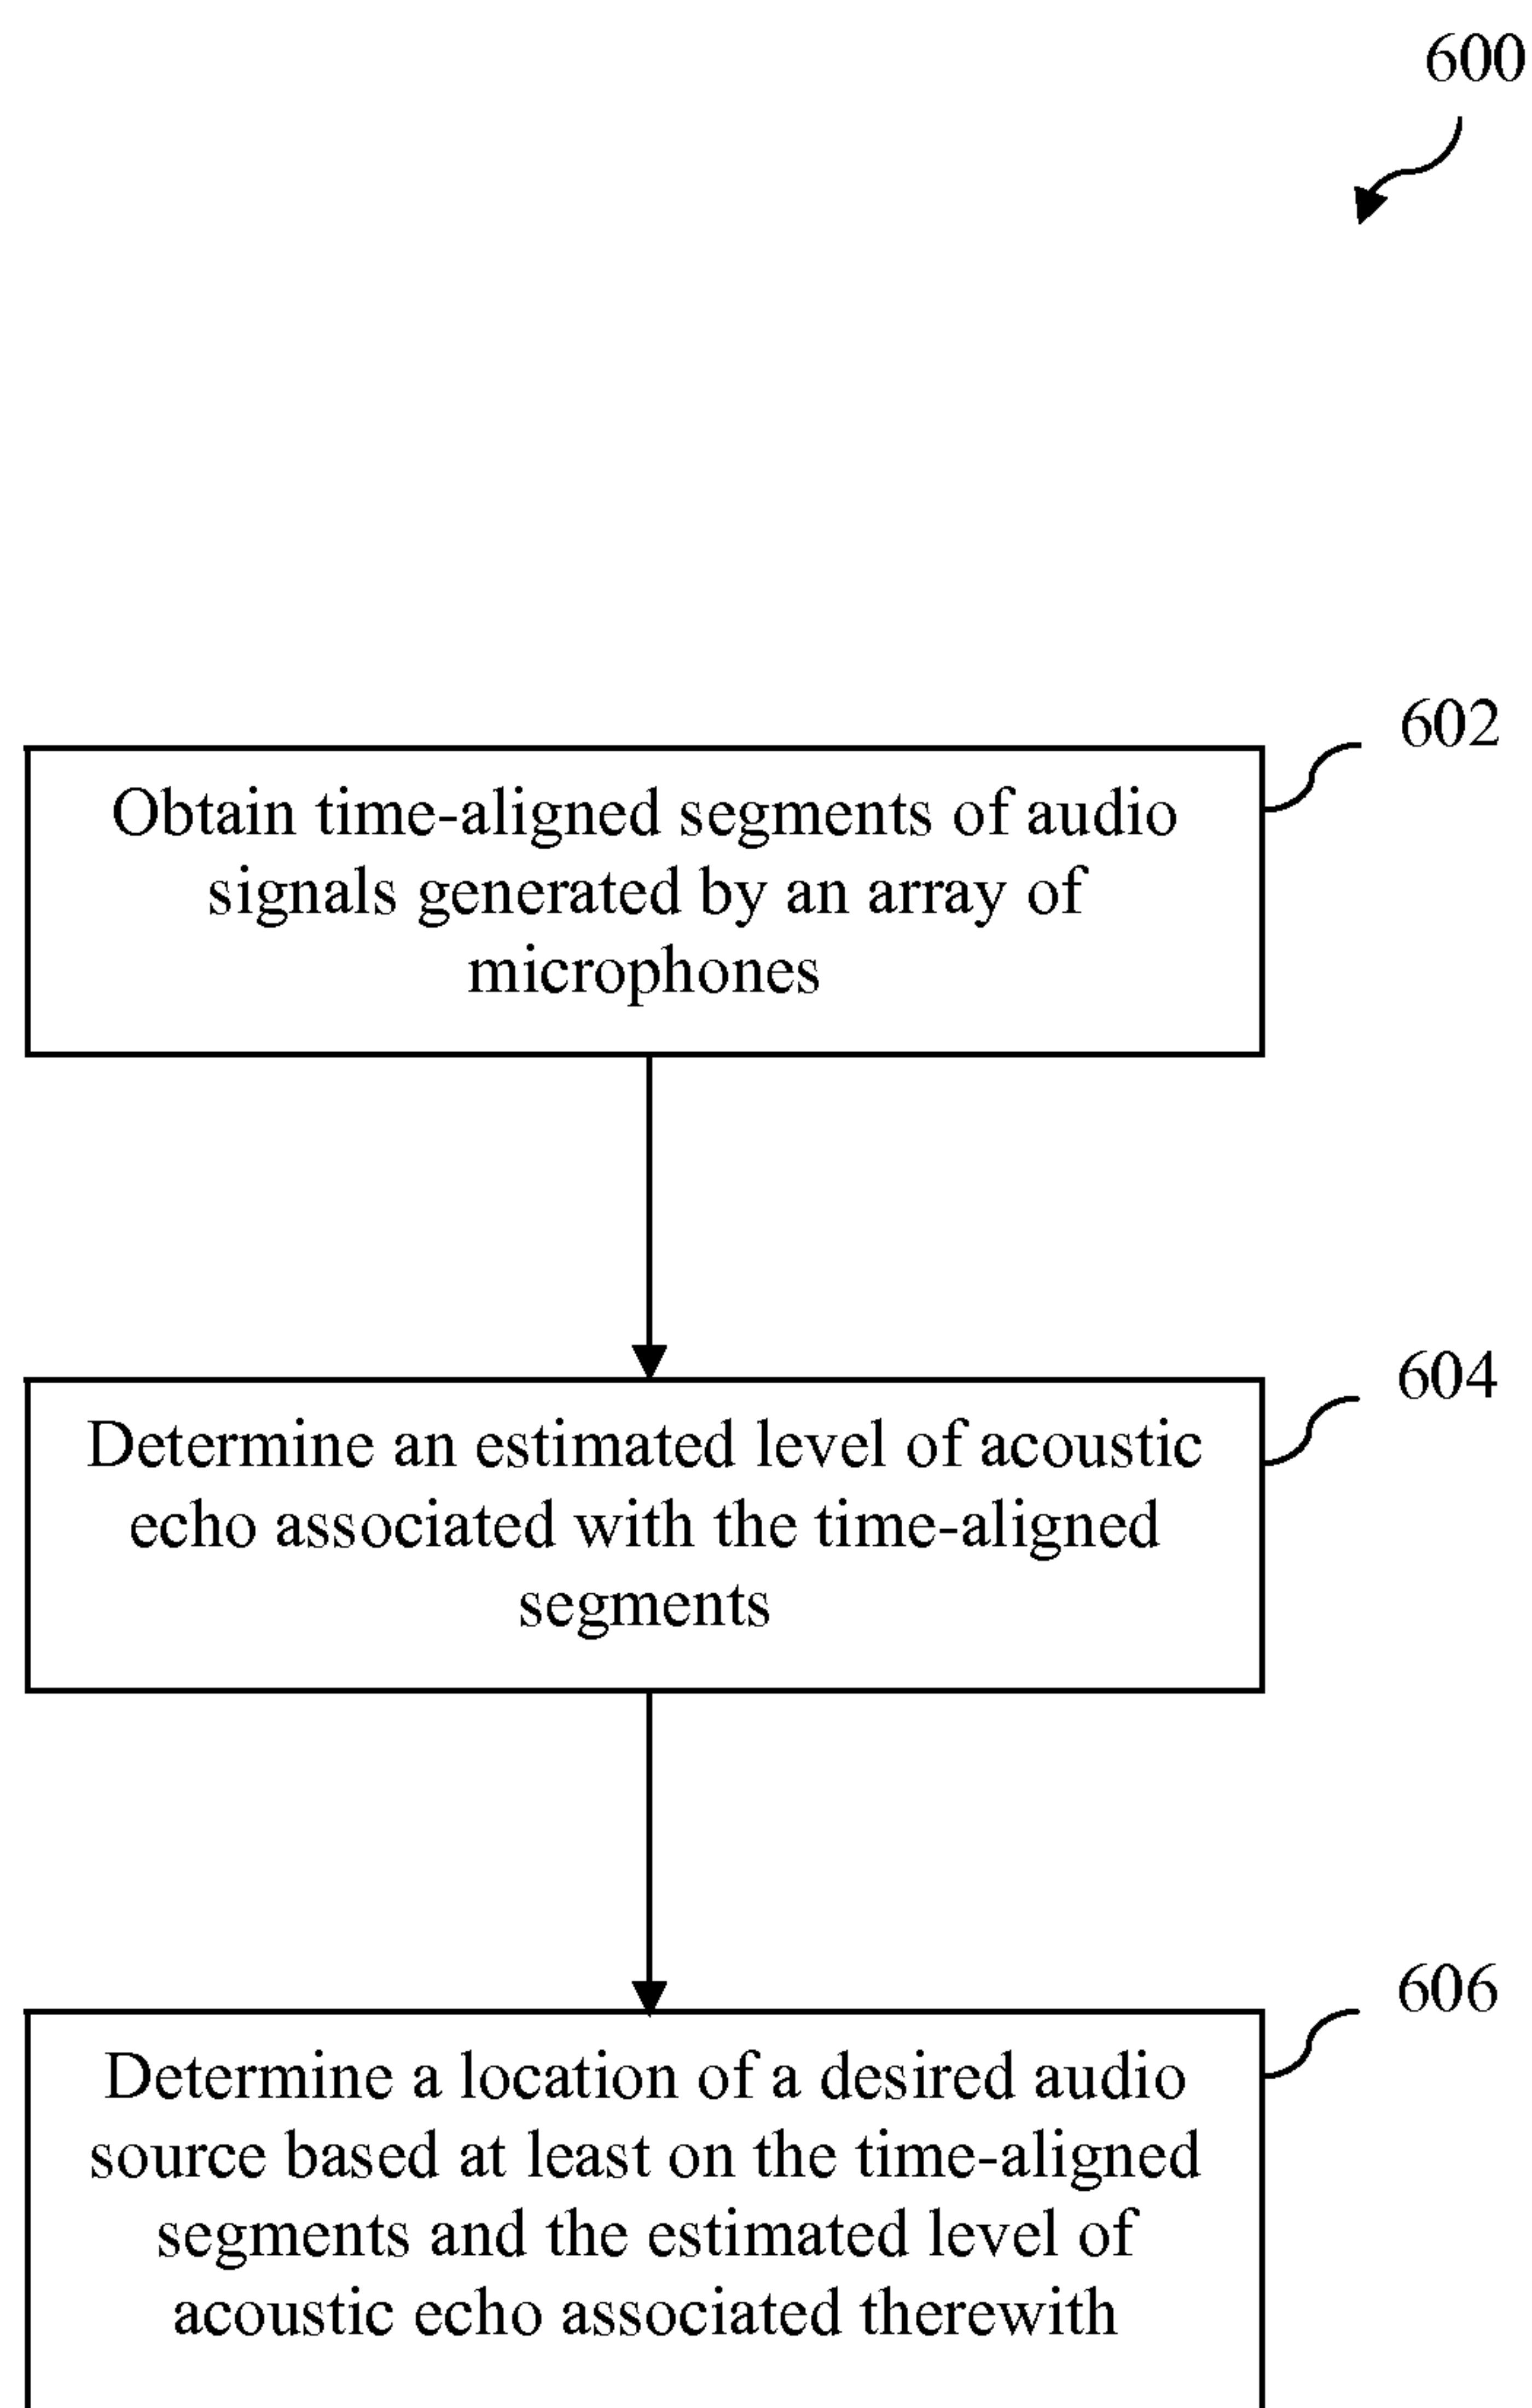 600
602
Obtain time-aligned segments of audio
signals generated by an array of
microphones
604
Determine an estimated level of acoustic
echo associated with the time-aligned
segments
606
Determine a location of a desired audio
source based at least on the time-aligned
segments and the estimated level of
acoustic echo associated therewith